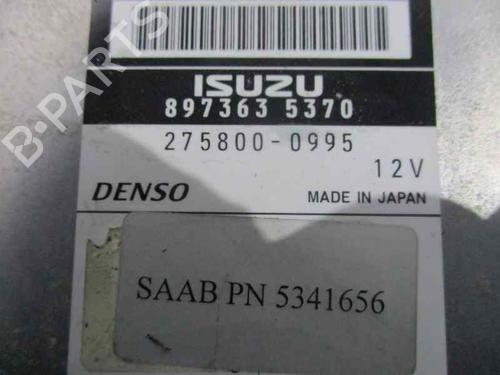 ISUZU
897363 5370
275800-0995
12V
DENSO
MADE IN JAPAN
SAAB PN 5341656
B-PARTS